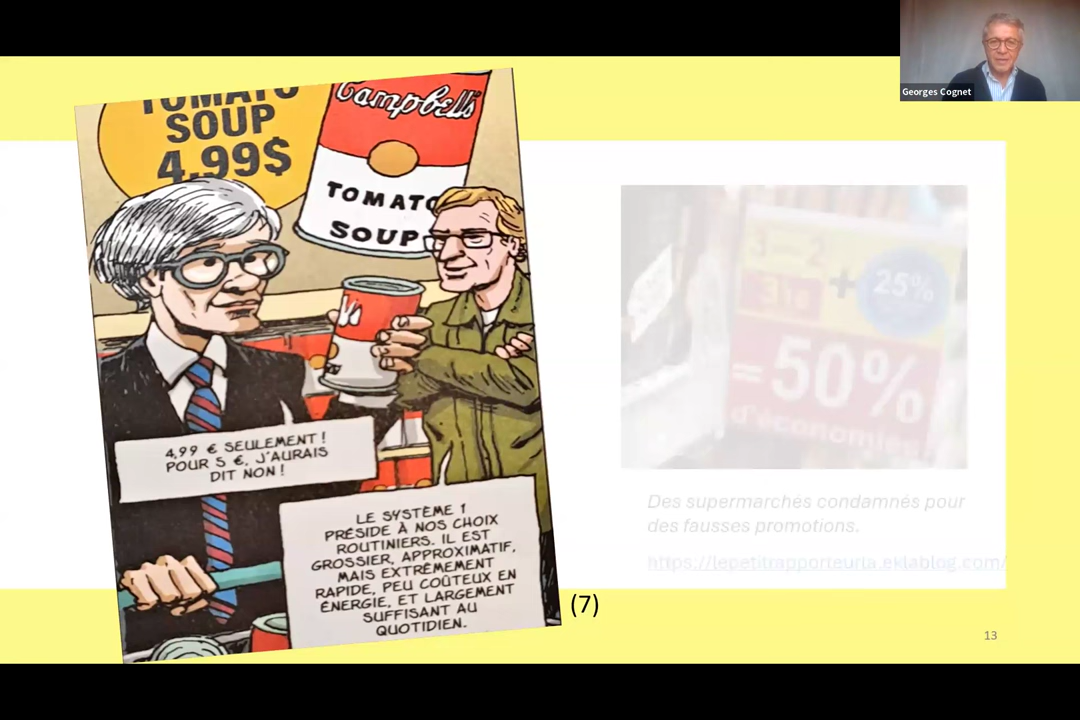 Georges Cognet
TOMATO
SOUP
4.99$
Campbell's
TOMATO
SOUP
4,99 € SEULEMENT !
POUR 5 €, J'AURAIS
DIT NON !
LE SYSTÈME 1
PRÉSIDE À NOS CHOIX
ROUTINIERS. IL EST
GROSSIER, APPROXIMATIF,
MAIS EXTRÊMEMENT
RAPIDE, PEU COÛTEUX EN
ÉNERGIE, ET LARGEMENT
SUFFISANT AU
QUOTIDIEN.
(7)
+ 25%
= 50%
d'économies
Des supermarchés condamnés pour
des fausses promotions.
https://lepetitrapporteuria.eklablog.com/
13